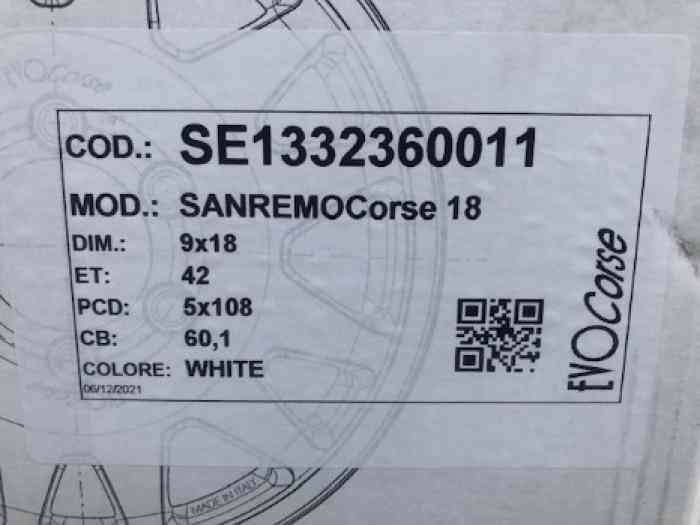 EVOCorse
COD.: SE1332360011
MOD.: SANREMOCorse 18
DIM.: 9x18
ET: 42
PCD: 5x108
CB: 60,1
COLORE: WHITE
06/12/2021
EVOCorse
MADE IN ITALY